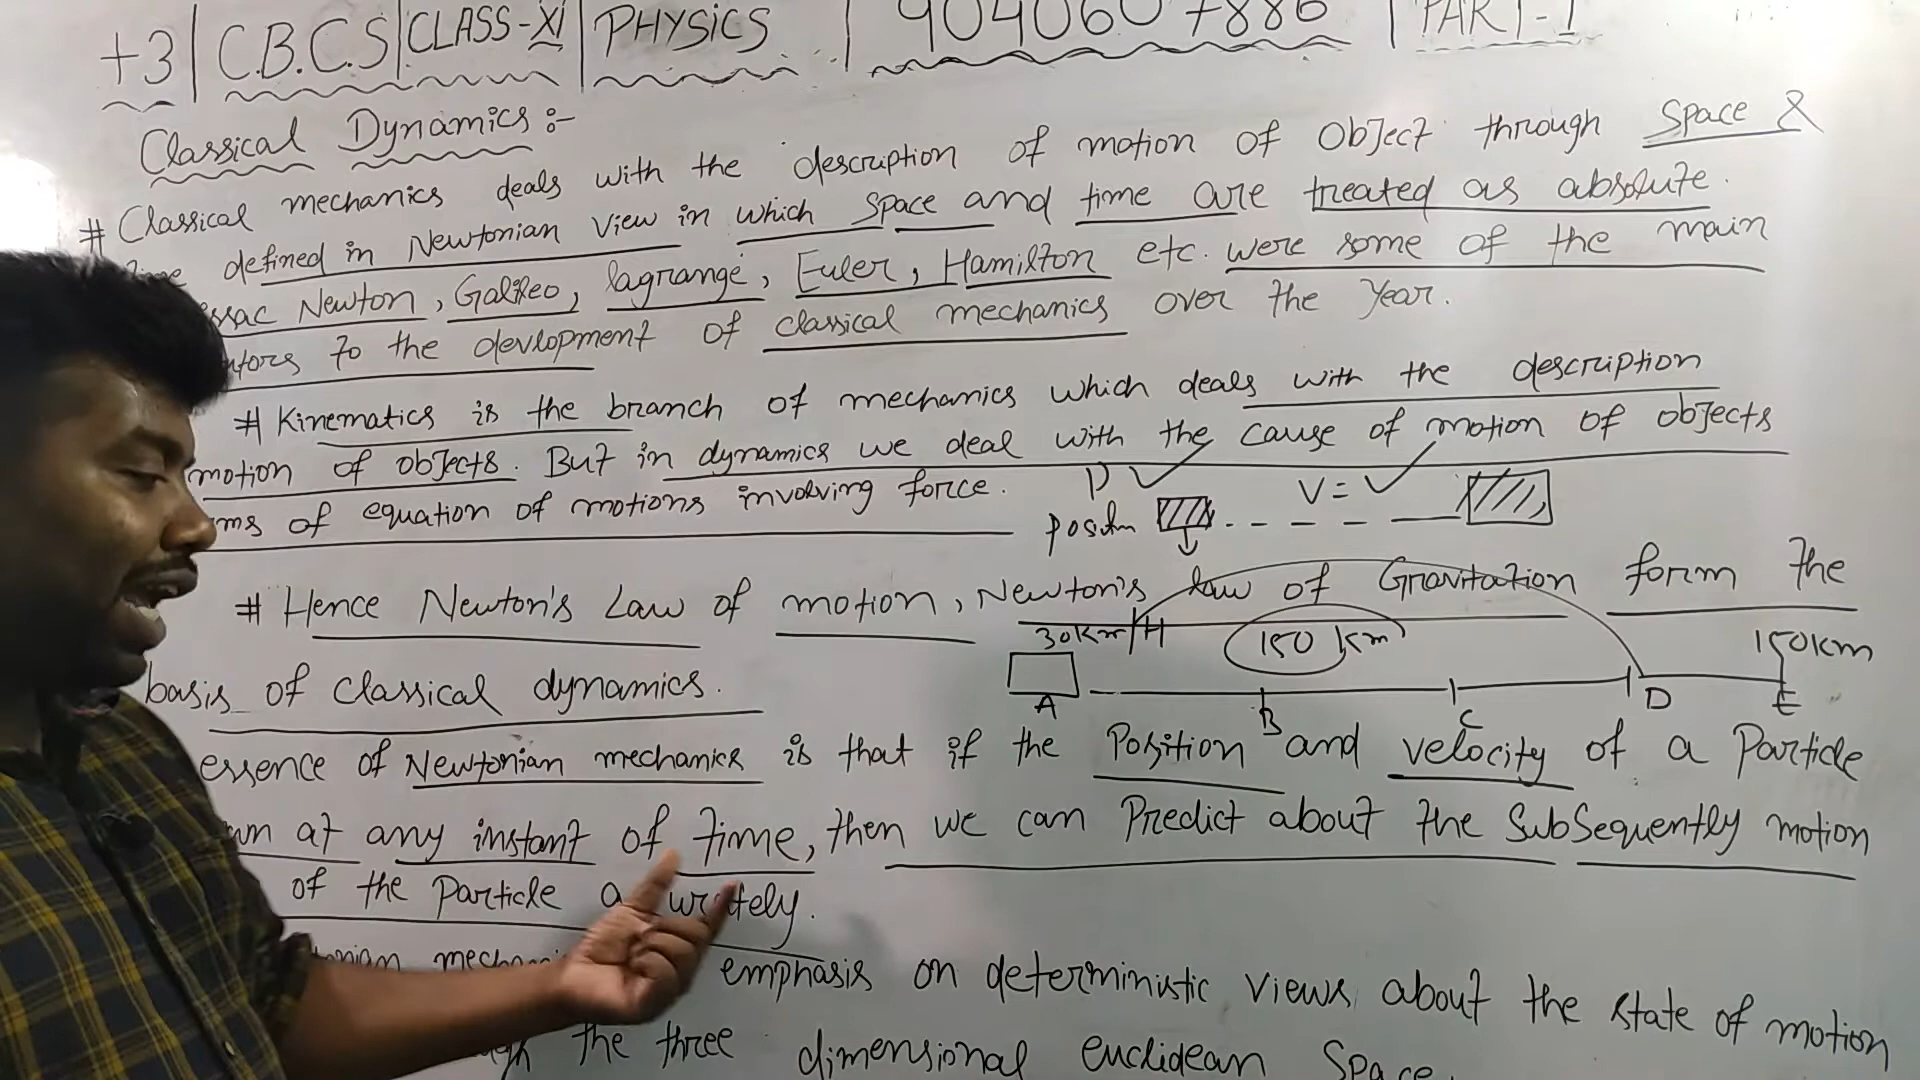 +3 | C.B.C.S | CLASS-XI | PHYSICS | 9040607886 | PART-1
Classical Dynamics :-
# Classical mechanics deals with the description of motion of Object through Space &
defined in Newtonian View in which Space and time are treated as absolute.
Newton, Galileo, lagrange, Euler, Hamilton etc. were some of the main
to the devlopment of classical mechanics over the Year.
# Kinematics is the branch of mechanics which deals with the description
motion of objects. But in dynamics we deal with the cause of motion of objects
of equation of motions involving force.
V =
# Hence Newton's Law of motion, Newton's law of Gravitation form the
30km/H
150 km
150km
basis of classical dynamics.
A B C D E
essence of Newtonian mechanics is that if the Position and velocity of a Particle
at any instant of time, then we can Predict about the SubSequently motion
of the Particle
emphasis on deterministic views about the state of motion
the three dimensional euclidean Space.